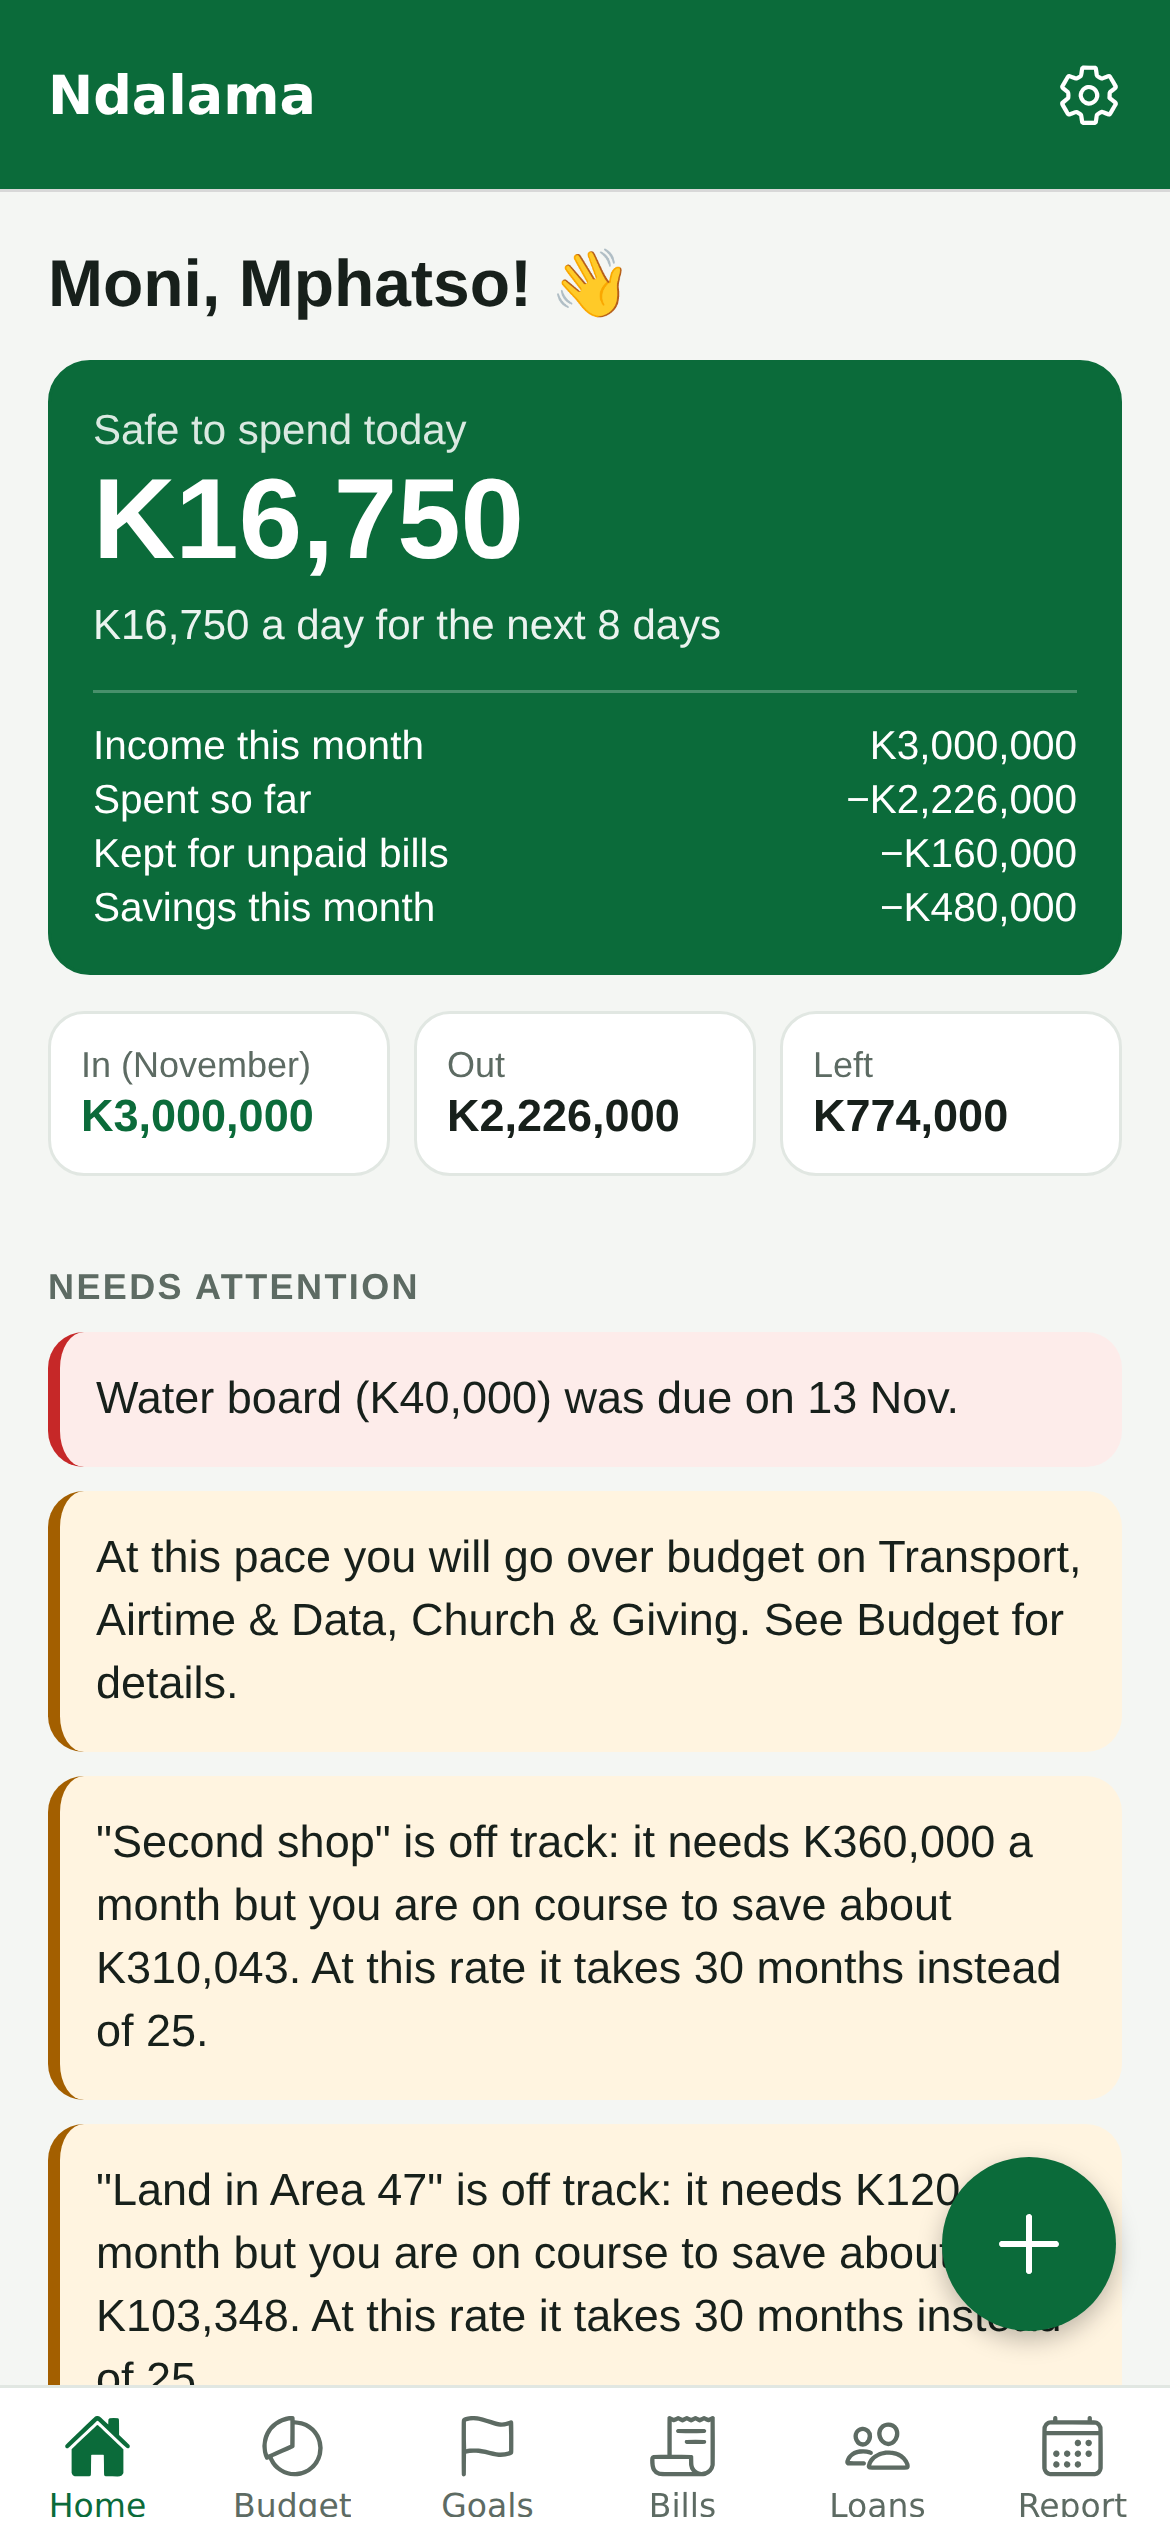 Ndalama
Moni, Mphatso! 👋
Safe to spend today
K16,750
K16,750 a day for the next 8 days
Income this month K3,000,000
Spent so far −K2,226,000
Kept for unpaid bills −K160,000
Savings this month −K480,000
In (November) Out Left
K3,000,000 K2,226,000 K774,000
NEEDS ATTENTION
Water board (K40,000) was due on 13 Nov.
At this pace you will go over budget on Transport,
Airtime & Data, Church & Giving. See Budget for
details.
"Second shop" is off track: it needs K360,000 a
month but you are on course to save about
K310,043. At this rate it takes 30 months instead
of 25.
"Land in Area 47" is off track: it needs K120
month but you are on course to save about
K103,348. At this rate it takes 30 months instead
of 25
Home Budget Goals Bills Loans Report